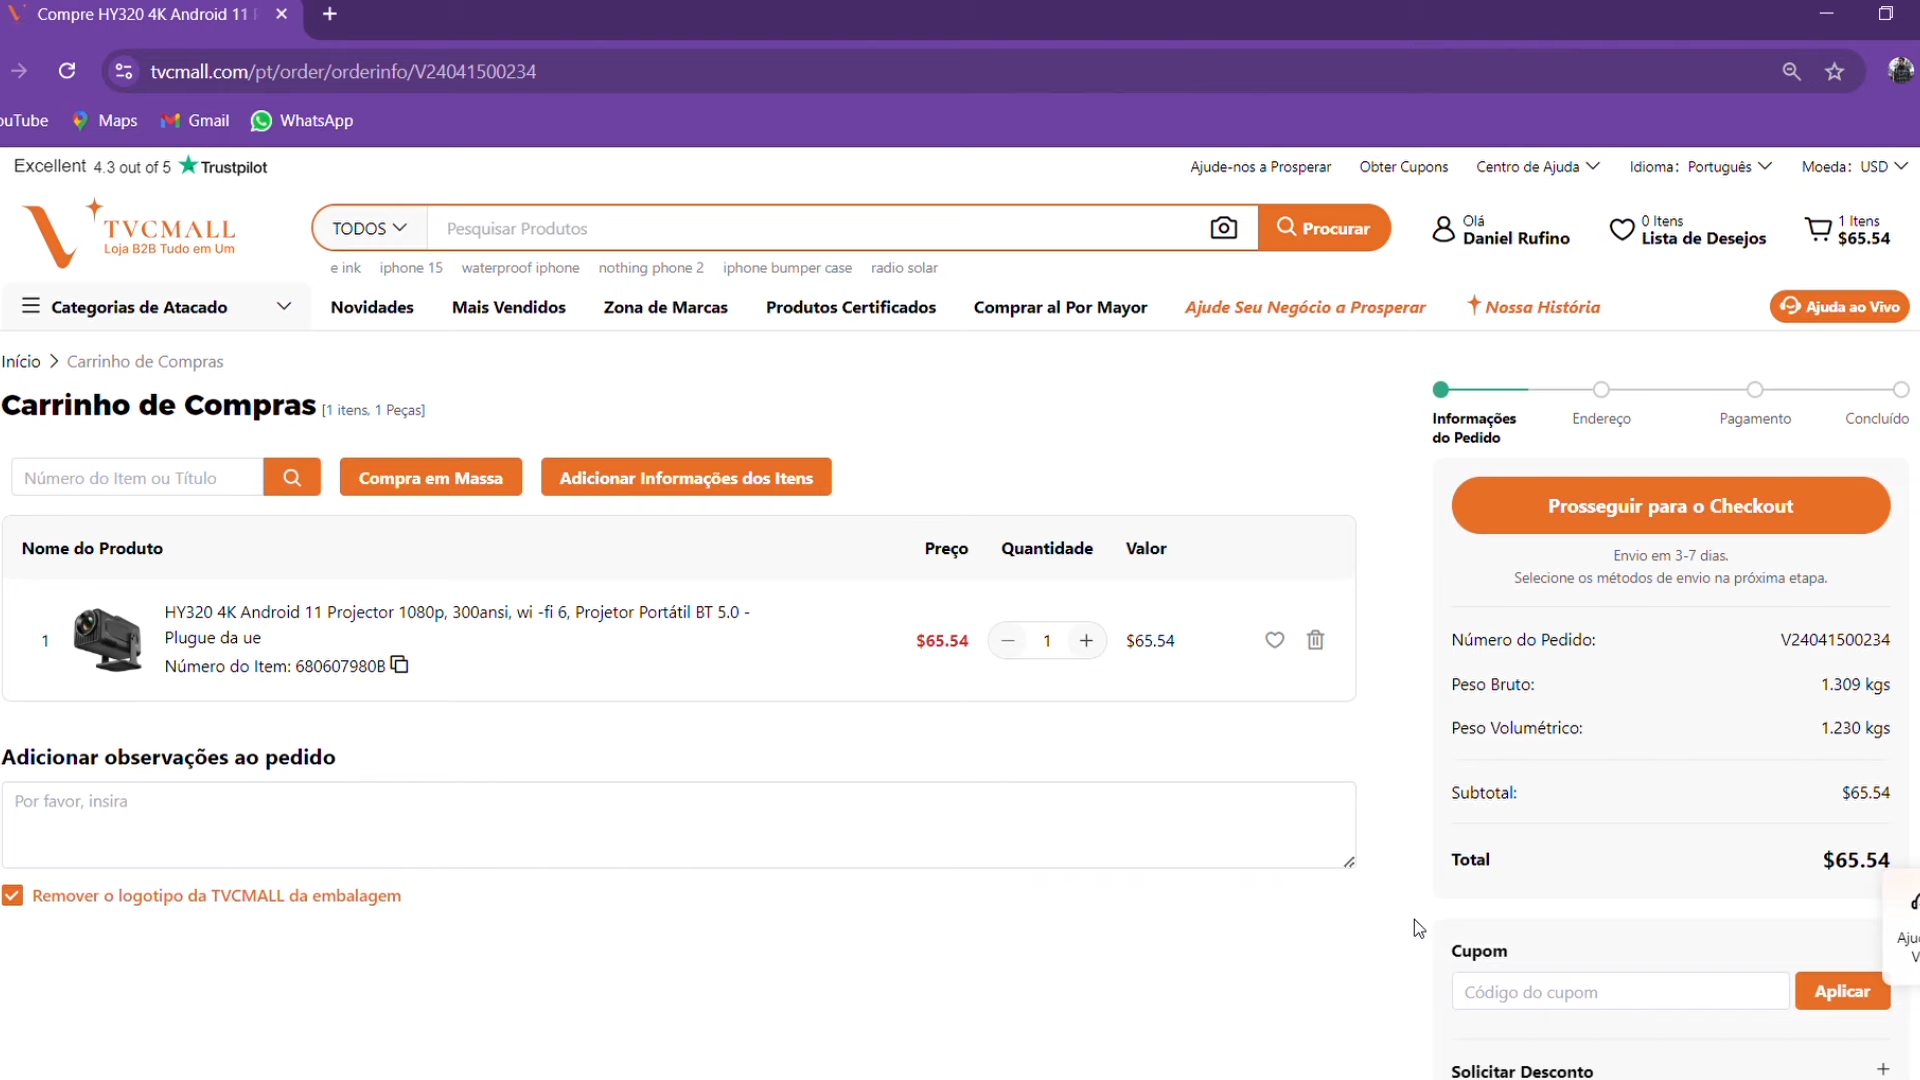 Compre HY320 4K Android 11
tvcmall.com/pt/order/orderinfo/V24041500234
ouTube Maps Gmail WhatsApp
Excellent 4.3 out of 5 Trustpilot
Ajude-nos a Prosperar Obter Cupons Centro de Ajuda Idioma: Português Moeda: USD
TVCMALL
Loja B2B Tudo em Um
TODOS Pesquisar Produtos Procurar
Olá
Daniel Rufino
0 Itens
Lista de Desejos
1 Itens
$65.54
e ink iphone 15 waterproof iphone nothing phone 2 iphone bumper case radio solar
Categorias de Atacado Novidades Mais Vendidos Zona de Marcas Produtos Certificados Comprar al Por Mayor Ajude Seu Negócio a Prosperar Nossa História Ajuda ao Vivo
Início > Carrinho de Compras
Carrinho de Compras [1 itens, 1 Peças]
Informações do Pedido
Endereço
Pagamento
Concluído
Número do Item ou Título Compra em Massa Adicionar Informações dos Itens
Nome do Produto Preço Quantidade Valor
1 HY320 4K Android 11 Projector 1080p, 300ansi, wi -fi 6, Projetor Portátil BT 5.0 -
Plugue da ue
Número do Item: 680607980B
$65.54 1 $65.54
Adicionar observações ao pedido
Por favor, insira
Remover o logotipo da TVCMALL da embalagem
Prosseguir para o Checkout
Envio em 3-7 dias.
Selecione os métodos de envio na próxima etapa.
Número do Pedido: V24041500234
Peso Bruto: 1.309 kgs
Peso Volumétrico: 1.230 kgs
Subtotal: $65.54
Total $65.54
Cupom
Código do cupom Aplicar
Solicitar Desconto